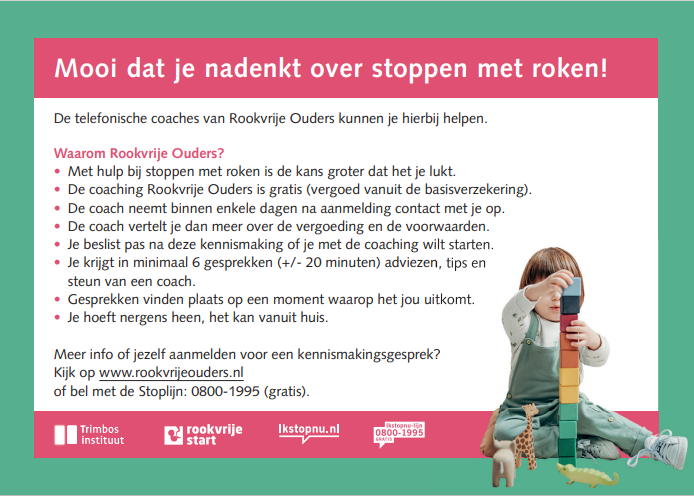 Mooi dat je nadenkt over stoppen met roken!
De telefonische coaches van Rookvrije Ouders kunnen je hierbij helpen.
Waarom Rookvrije Ouders?
• Met hulp bij stoppen met roken is de kans groter dat het je lukt.
• De coaching Rookvrije Ouders is gratis (vergoed vanuit de basisverzekering).
• De coach neemt binnen enkele dagen na aanmelding contact met je op.
• De coach vertelt je dan meer over de vergoeding en de voorwaarden.
• Je beslist pas na deze kennismaking of je met de coaching wilt starten.
• Je krijgt in minimaal 6 gesprekken (+/- 20 minuten) adviezen, tips en
steun van een coach.
• Gesprekken vinden plaats op een moment waarop het jou uitkomt.
• Je hoeft nergens heen, het kan vanuit huis.
Meer info of jezelf aanmelden voor een kennismakingsgesprek?
Kijk op www.rookvrijeouders.nl
of bel met de Stoplijn: 0800-1995 (gratis).
Trimbos
instituut
rookvrije
start
Ikstopnu.nl
Ikstopnu-lijn
0800-1995
GRATIS